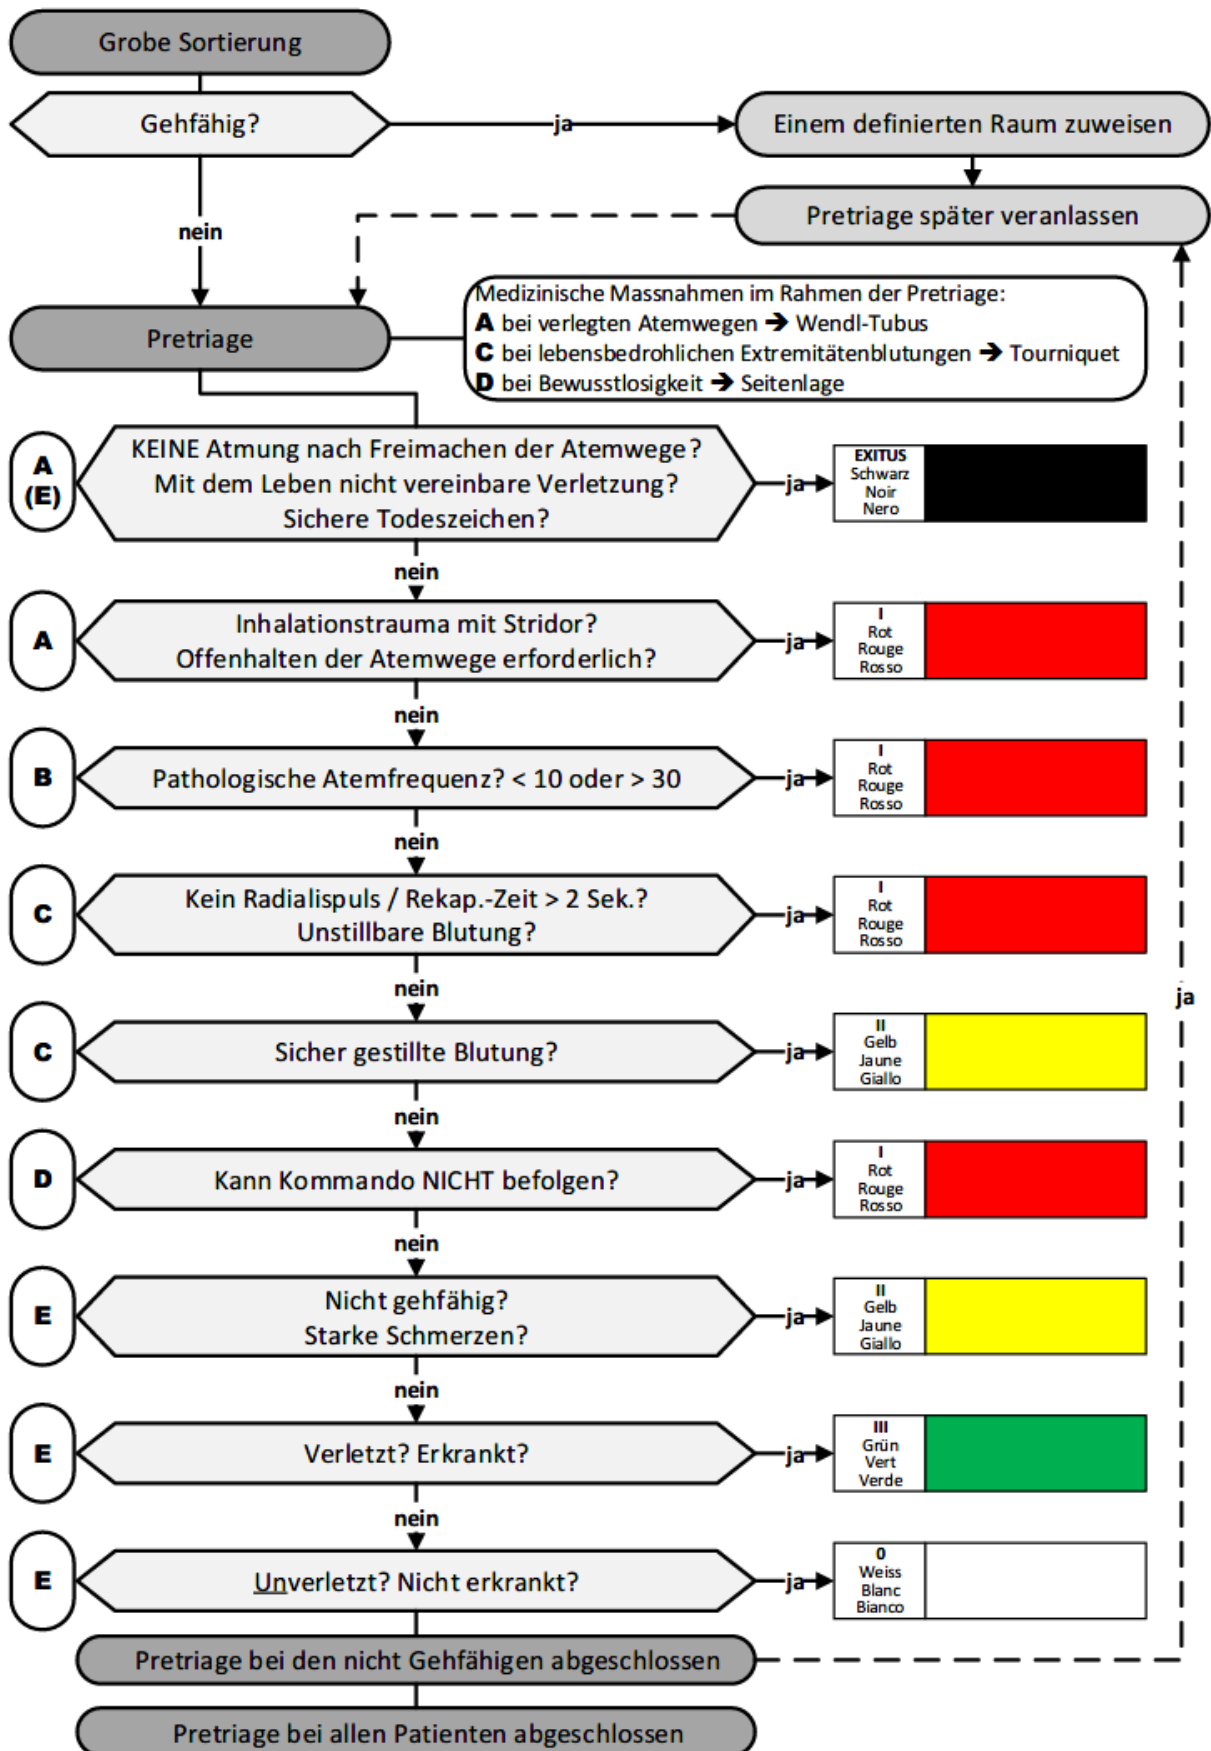 Grobe Sortierung
Gehfähig?
ja
Einem definierten Raum zuweisen
Pretriage später veranlassen
nein
Pretriage
Medizinische Massnahmen im Rahmen der Pretriage:
A bei verlegten Atemwegen ➔ Wendl-Tubus
C bei lebensbedrohlichen Extremitätenblutungen ➔ Tourniquet
D bei Bewusstlosigkeit ➔ Seitenlage
A
(E)
KEINE Atmung nach Freimachen der Atemwege?
Mit dem Leben nicht vereinbare Verletzung?
Sichere Todeszeichen?
ja
EXITUS
Schwarz
Noir
Nero
nein
A
Inhalationstrauma mit Stridor?
Offenhalten der Atemwege erforderlich?
ja
I
Rot
Rouge
Rosso
nein
B
Pathologische Atemfrequenz? < 10 oder > 30
ja
I
Rot
Rouge
Rosso
nein
C
Kein Radialispuls / Rekap.-Zeit > 2 Sek.?
Unstillbare Blutung?
ja
I
Rot
Rouge
Rosso
nein
ja
C
Sicher gestillte Blutung?
ja
II
Gelb
Jaune
Giallo
nein
D
Kann Kommando NICHT befolgen?
ja
I
Rot
Rouge
Rosso
nein
E
Nicht gehfähig?
Starke Schmerzen?
ja
II
Gelb
Jaune
Giallo
nein
E
Verletzt? Erkrankt?
ja
III
Grün
Vert
Verde
nein
E
Unverletzt? Nicht erkrankt?
ja
0
Weiss
Blanc
Bianco
Pretriage bei den nicht Gehfähigen abgeschlossen
Pretriage bei allen Patienten abgeschlossen